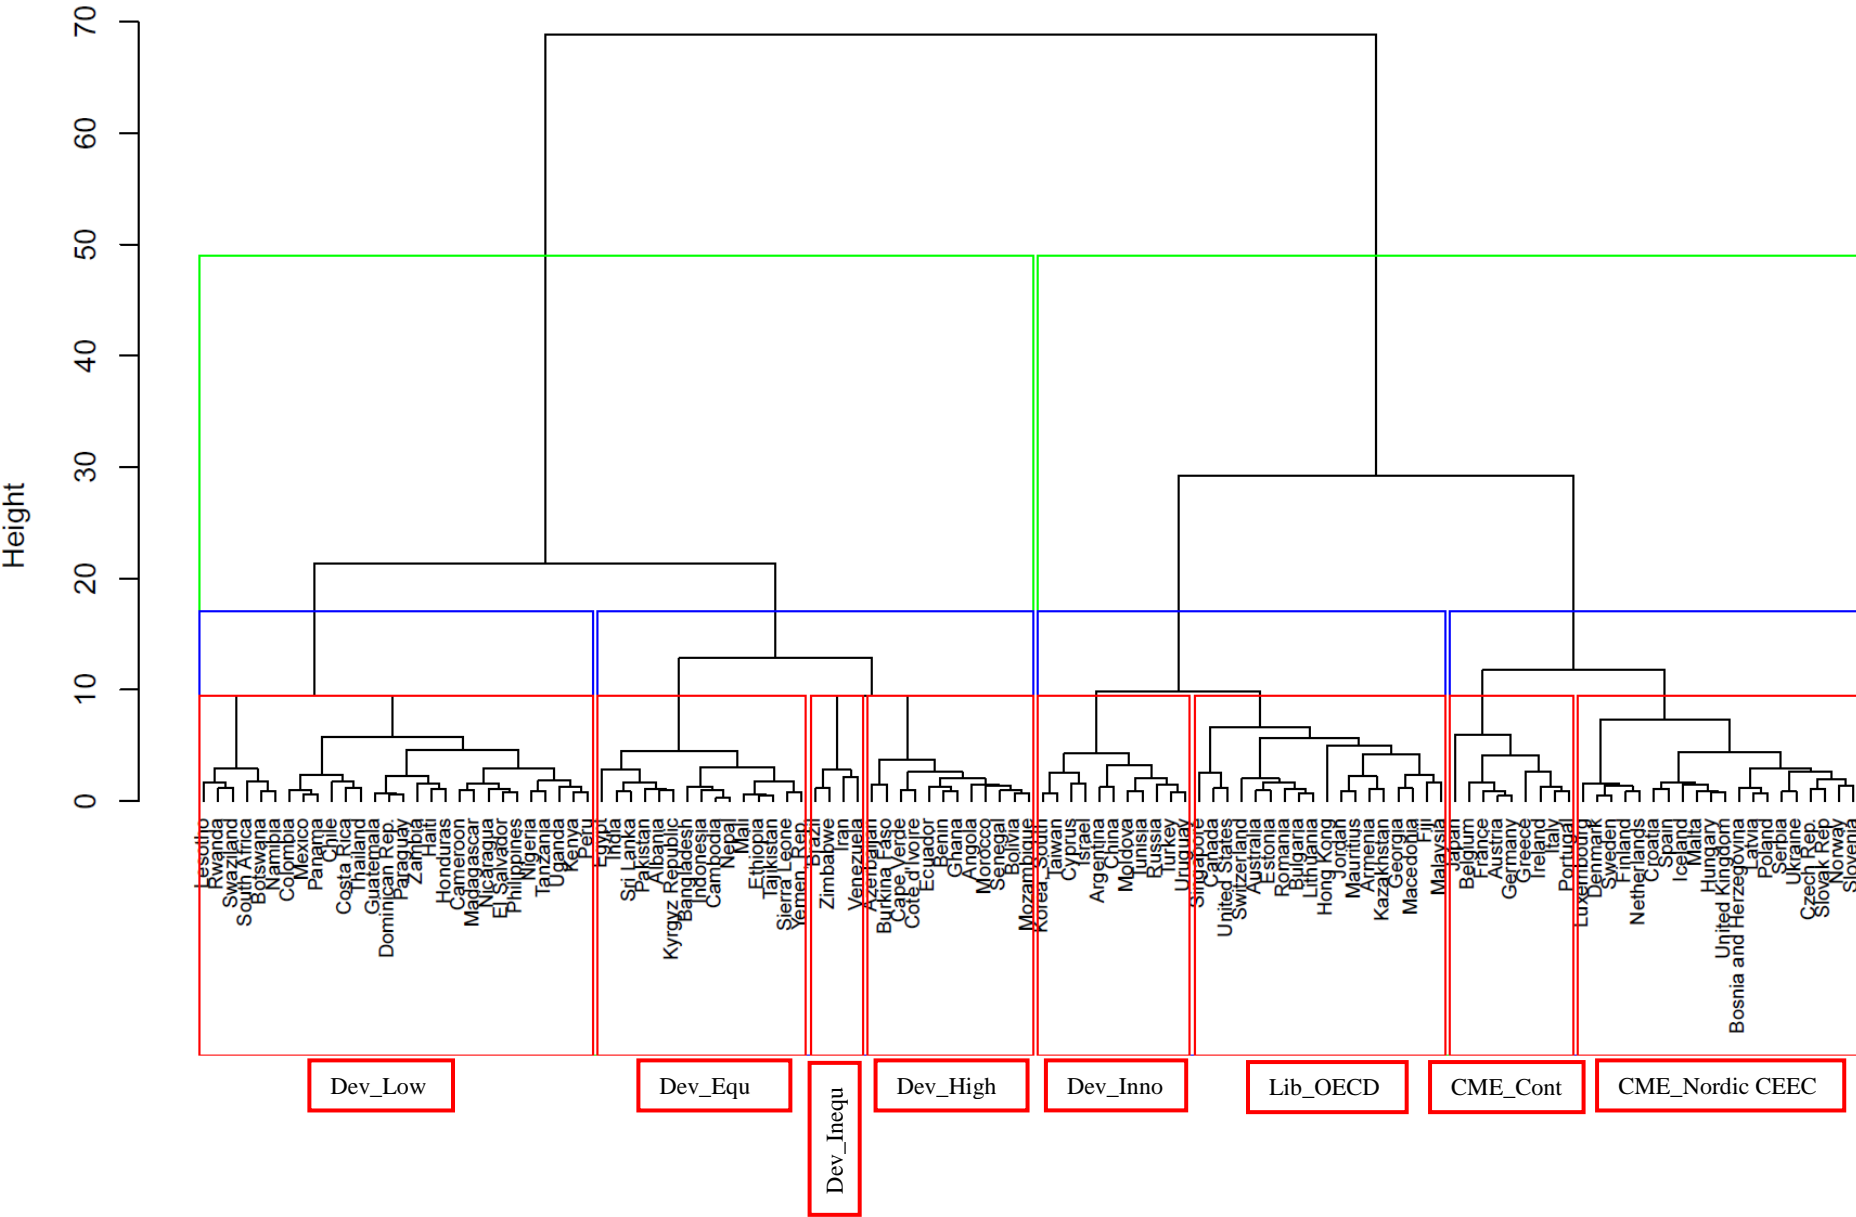 70
60
50
40
30
20
10
0
Height
Lesotho
Rwanda
Swaziland
South Africa
Botswana
Namibia
Colombia
Mexico
Panama
Chile
Costa Rica
Thailand
Guatemala
Dominican Rep.
Paraguay
Zambia
Haiti
Honduras
Cameroon
Madagascar
Nicaragua
El Salvador
Philippines
Nigeria
Tanzania
Uganda
Kenya
Peru
Egypt
India
Sri Lanka
Pakistan
Albania
Kyrgyz Republic
Bangladesh
Indonesia
Cambodia
Nepal
Mali
Ethiopia
Tajikistan
Sierra Leone
Yemen, Rep.
Brazil
Zimbabwe
Iran
Venezuela
Azerbaijan
Burkina Faso
Cape Verde
Cote d'Ivoire
Ecuador
Benin
Ghana
Angola
Morocco
Senegal
Bolivia
Mozambique
Korea, South
Taiwan
Cyprus
Israel
Argentina
China
Moldova
Tunisia
Russia
Turkey
Uruguay
Singapore
Canada
United States
Switzerland
Australia
Estonia
Romania
Bulgaria
Lithuania
Hong Kong
Jordan
Mauritius
Armenia
Kazakhstan
Georgia
Macedonia
Fiji
Malaysia
Japan
Belgium
France
Austria
Germany
Greece
Ireland
Italy
Portugal
Luxembourg
Denmark
Sweden
Finland
Netherlands
Croatia
Spain
Iceland
Malta
Hungary
United Kingdom
Bosnia and Herzegovina
Latvia
Poland
Serbia
Ukraine
Czech Rep.
Slovak Rep
Norway
Slovenia
Dev_Low
Dev_Equ
Dev_Inequ
Dev_High
Dev_Inno
Lib_OECD
CME_Cont
CME_Nordic CEEC